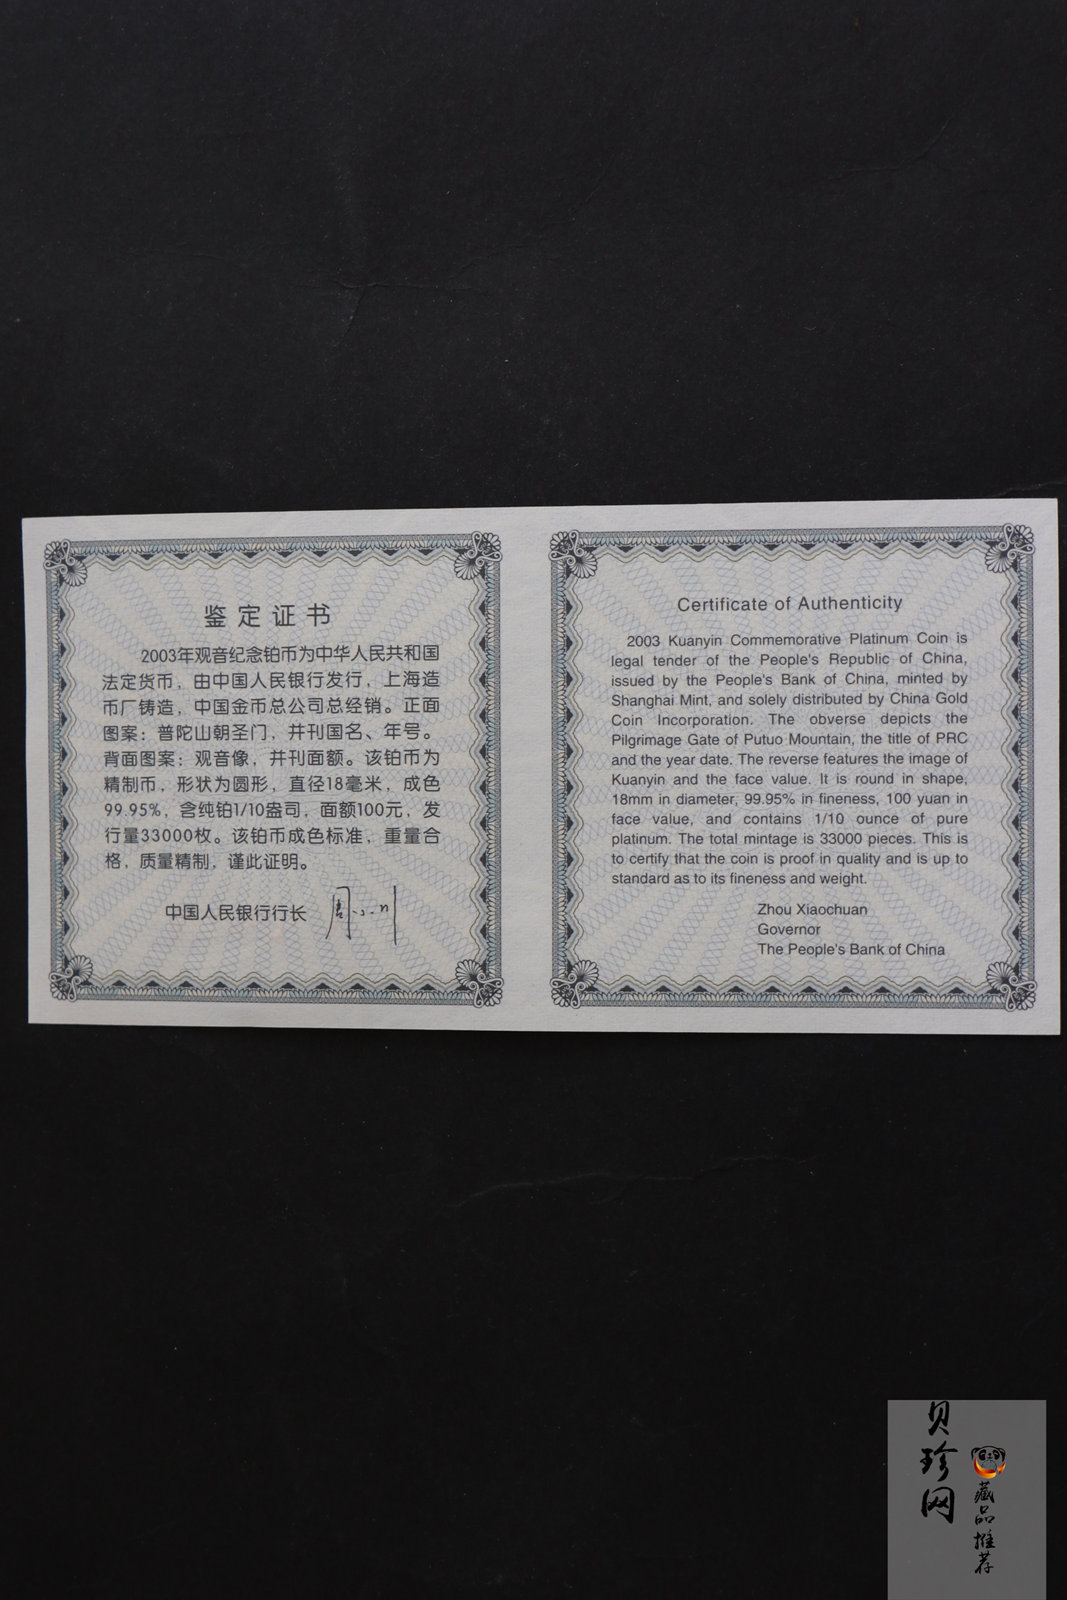 鉴定证书
2003年观音纪念铂币为中华人民共和国
法定货币，由中国人民银行发行，上海造
币厂铸造，中国金币总公司总经销。正面
图案：普陀山朝圣门，并刊国名、年号。
背面图案：观音像，并刊面额。该铂币为
精制币，形状为圆形，直径18毫米，成色
99.95%，含纯铂1/10盎司，面额100元，发
行量33000枚。该铂币成色标准，重量合
格，质量精制，谨此证明。
中国人民银行行长 周小川
Certificate of Authenticity
2003 Kuanyin Commemorative Platinum Coin is
legal tender of the People's Republic of China,
issued by the People's Bank of China, minted by
Shanghai Mint, and solely distributed by China Gold
Coin Incorporation. The obverse depicts the
Pilgrimage Gate of Putuo Mountain, the title of PRC
and the year date. The reverse features the image of
Kuanyin and the face value. It is round in shape,
18mm in diameter, 99.95% in fineness, 100 yuan in
face value, and contains 1/10 ounce of pure
platinum. The total mintage is 33000 pieces. This is
to certify that the coin is proof in quality and is up to
standard as to its fineness and weight.
Zhou Xiaochuan
Governor
The People's Bank of China
贝珍网
藏品推荐